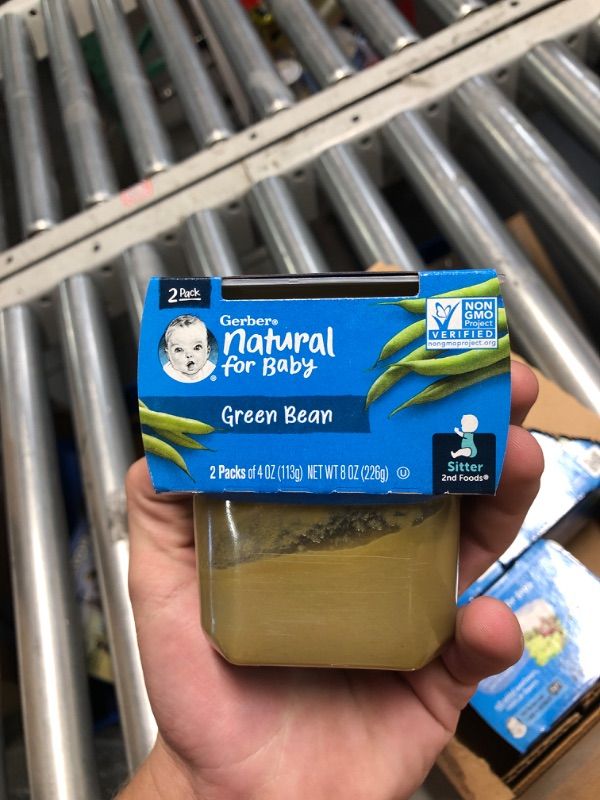 2 Pack
Gerber®
Natural
for Baby
Green Bean
2 Packs of 4 OZ (113g) NET WT 8 OZ (226g) U
NON
GMO
Project
VERIFIED
nongmoproject.org
Sitter
2nd Foods®